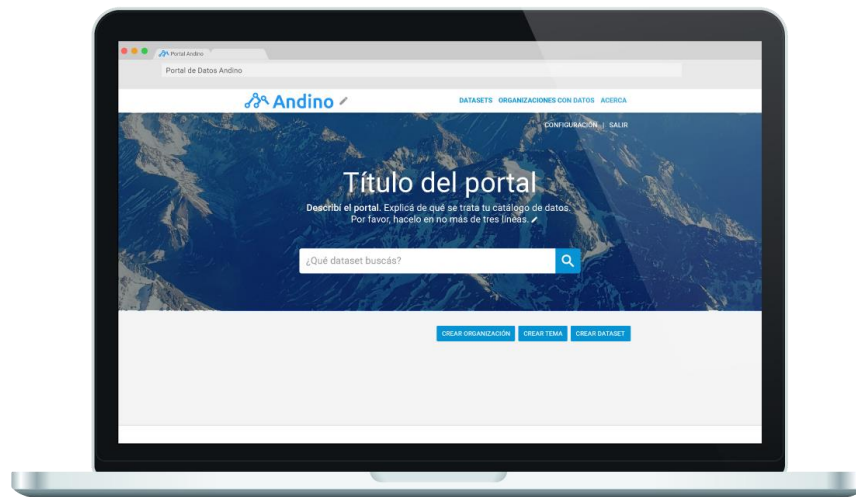 Portal Andino
Portal de Datos Andino
Andino
DATASETS ORGANIZACIONES CON DATOS ACERCA
CONFIGURACIÓN | SALIR
Título del portal
Describí el portal. Explicá de qué se trata tu catálogo de datos.
Por favor, hacelo en no más de tres líneas.
¿Qué dataset buscás?
CREAR ORGANIZACIÓN CREAR TEMA CREAR DATASET